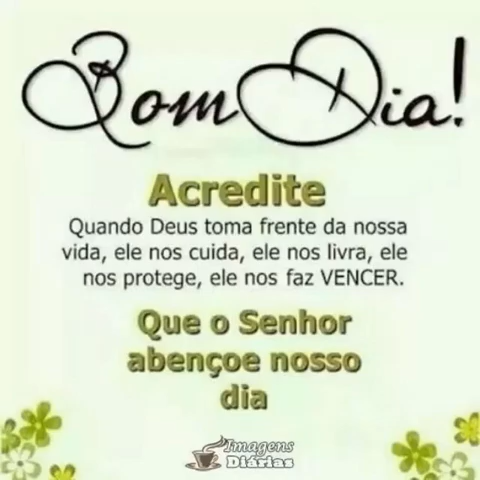 Bom Dia!
Acredite
Quando Deus toma frente da nossa
vida, ele nos cuida, ele nos livra, ele
nos protege, ele nos faz VENCER.
Que o Senhor
abençoe nosso
dia
Imagens
Diárias